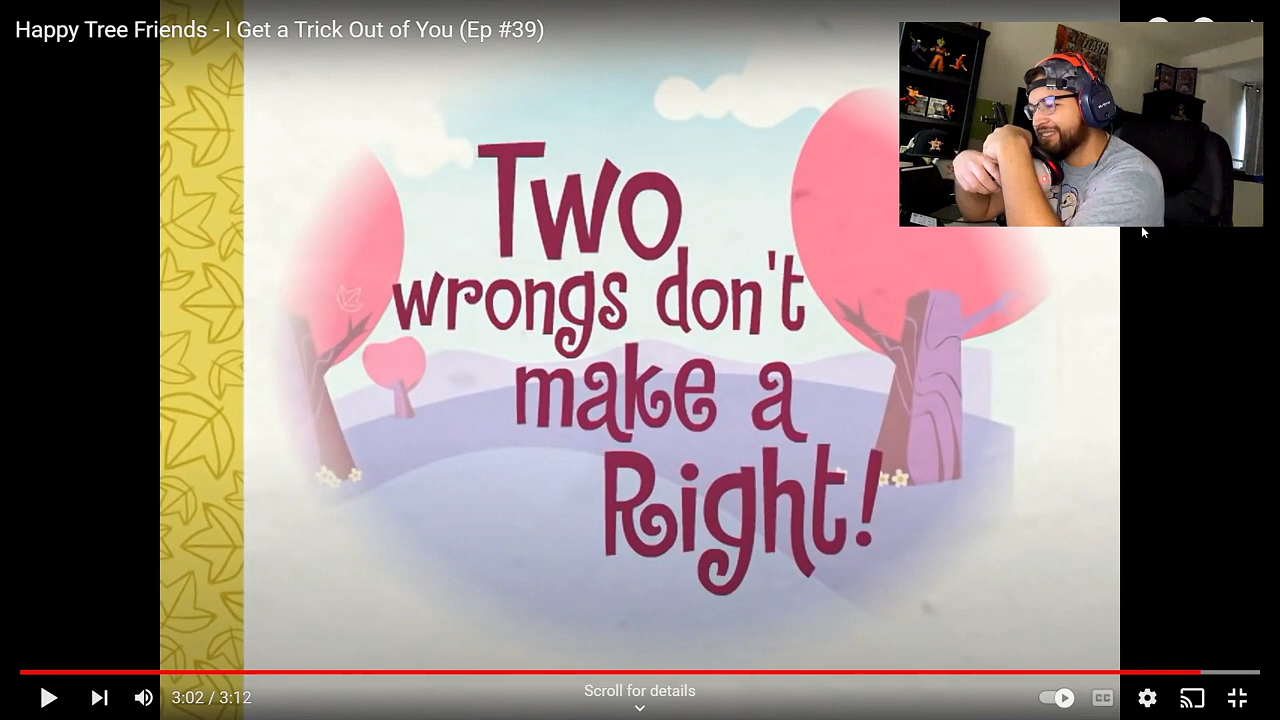 Happy Tree Friends - I Get a Trick Out of You (Ep #39)
Two
wrongs don't
make a
Right!
3:02 / 3:12
Scroll for details
CC